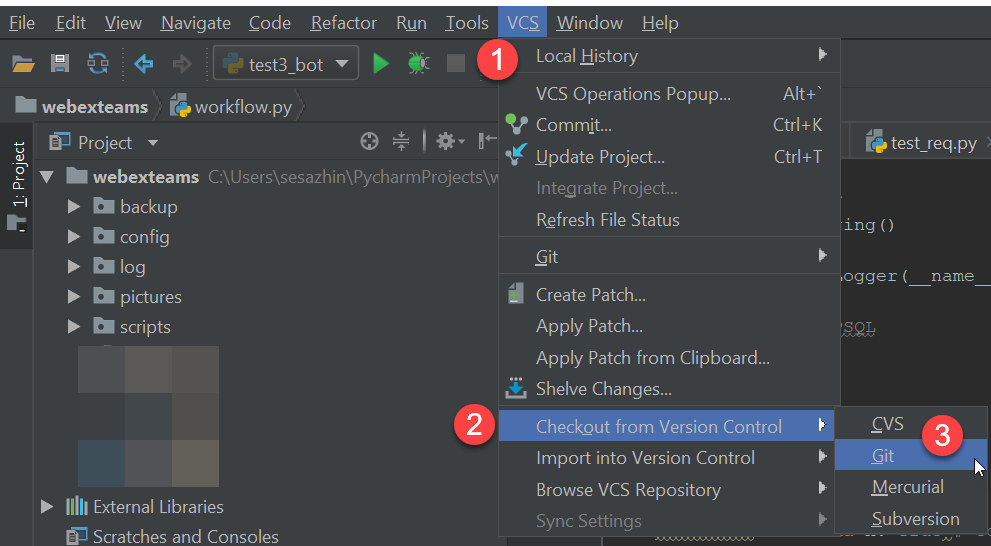 File Edit View Navigate Code Refactor Run Tools VCS Window Help
test3_bot
1
Local History
webexteams workflow.py
VCS Operations Popup... Alt+`
Project
Commit... Ctrl+K
test_req.py
1: Project
Update Project... Ctrl+T
webexteams C:\Users\sesazhin\PycharmProjects\w
Integrate Project...
backup
Refresh File Status
ing()
config
Git
log
ogger(__name__
pictures
Create Patch...
scripts
Apply Patch...
SQL
Apply Patch from Clipboard...
Shelve Changes...
2
Checkout from Version Control
CVS
3
Import into Version Control
Git
Browse VCS Repository
Mercurial
External Libraries
Sync Settings
Subversion
Scratches and Consoles